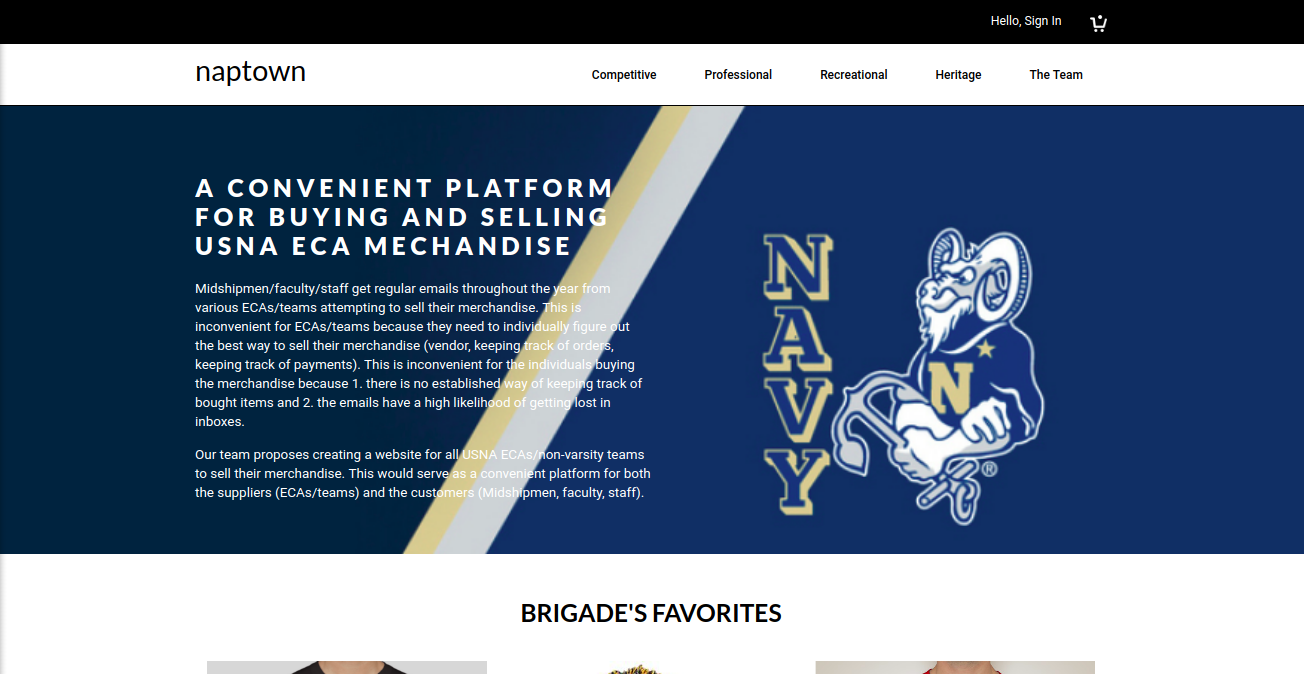 Hello, Sign In
naptown
Competitive
Professional
Recreational
Heritage
The Team
A CONVENIENT PLATFORM
FOR BUYING AND SELLING
USNA ECA MECHANDISE
Midshipmen/faculty/staff get regular emails throughout the year from
various ECAs/teams attempting to sell their merchandise. This is
inconvenient for ECAs/teams because they need to individually figure out
the best way to sell their merchandise (vendor, keeping track of orders,
keeping track of payments). This is inconvenient for the individuals buying
the merchandise because 1. there is no established way of keeping track of
bought items and 2. the emails have a high likelihood of getting lost in
inboxes.
Our team proposes creating a website for all USNA ECAs/non-varsity teams
to sell their merchandise. This would serve as a convenient platform for both
the suppliers (ECAs/teams) and the customers (Midshipmen, faculty, staff).
NAVY
N
®
BRIGADE'S FAVORITES